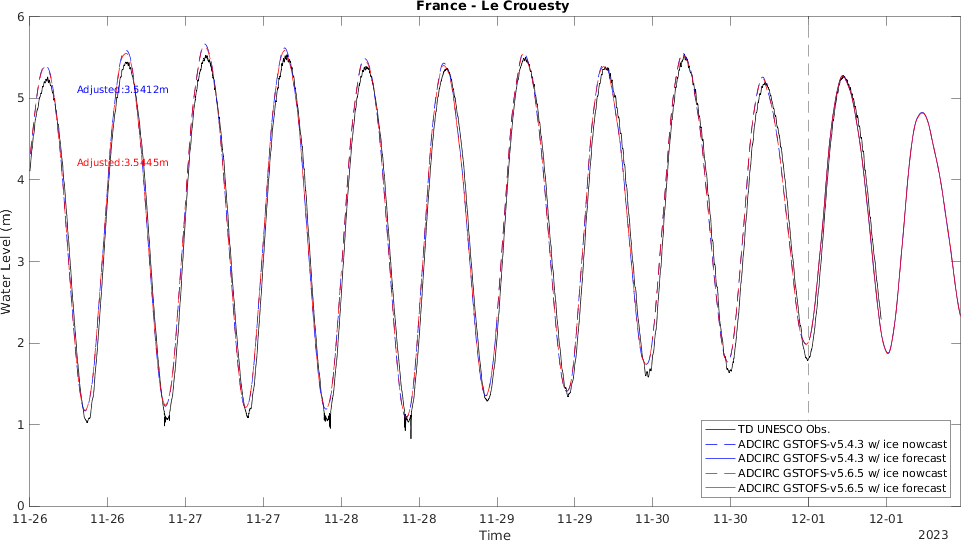 France - Le Crouesty
6
5
4
3
2
1
0
Water Level (m)
Adjusted:3.5412m
Adjusted:3.5445m
TD UNESCO Obs.
ADCIRC GSTOFS-v5.4.3 w/ ice nowcast
ADCIRC GSTOFS-v5.4.3 w/ ice forecast
ADCIRC GSTOFS-v5.6.5 w/ ice nowcast
ADCIRC GSTOFS-v5.6.5 w/ ice forecast
11-26 11-26 11-27 11-27 11-28 11-28 11-29 11-29 11-30 11-30 12-01 12-01
Time
2023